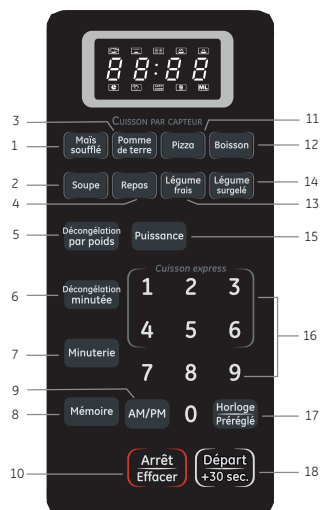 88:88
ML
CUISSON PAR CAPTEUR
3
11
1
Maïs soufflé
Pomme de terre
Pizza
Boisson
12
2
Soupe
Repas
Légume frais
Légume surgelé
14
4
13
5
Décongélation par poids
Puissance
15
Cuisson express
6
Décongélation minutée
1 2 3
4 5 6
16
7
Minuterie
7 8 9
9
8
Mémoire
AM/PM
0
Horloge
Préréglé
17
10
Arrêt
Effacer
Départ
+30 sec.
18